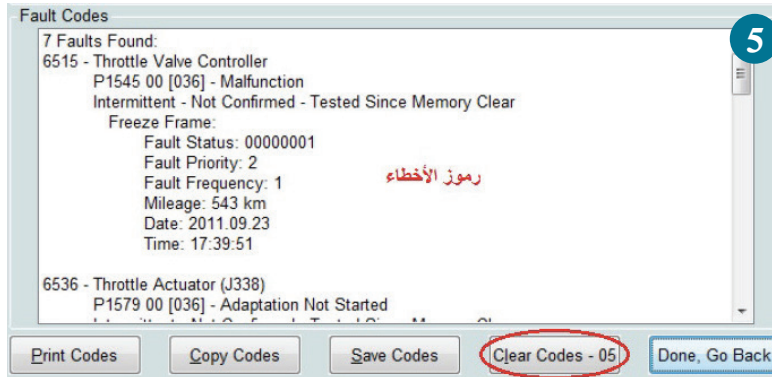 Fault Codes
5
7 Faults Found:
6515 - Throttle Valve Controller
P1545 00 [036] - Malfunction
Intermittent - Not Confirmed - Tested Since Memory Clear
Freeze Frame:
Fault Status: 00000001
Fault Priority: 2
Fault Frequency: 1
رموز الأخطاء
Mileage: 543 km
Date: 2011.09.23
Time: 17:39:51
6536 - Throttle Actuator (J338)
P1579 00 [036] - Adaptation Not Started
Print Codes
Copy Codes
Save Codes
Clear Codes - 05
Done, Go Back